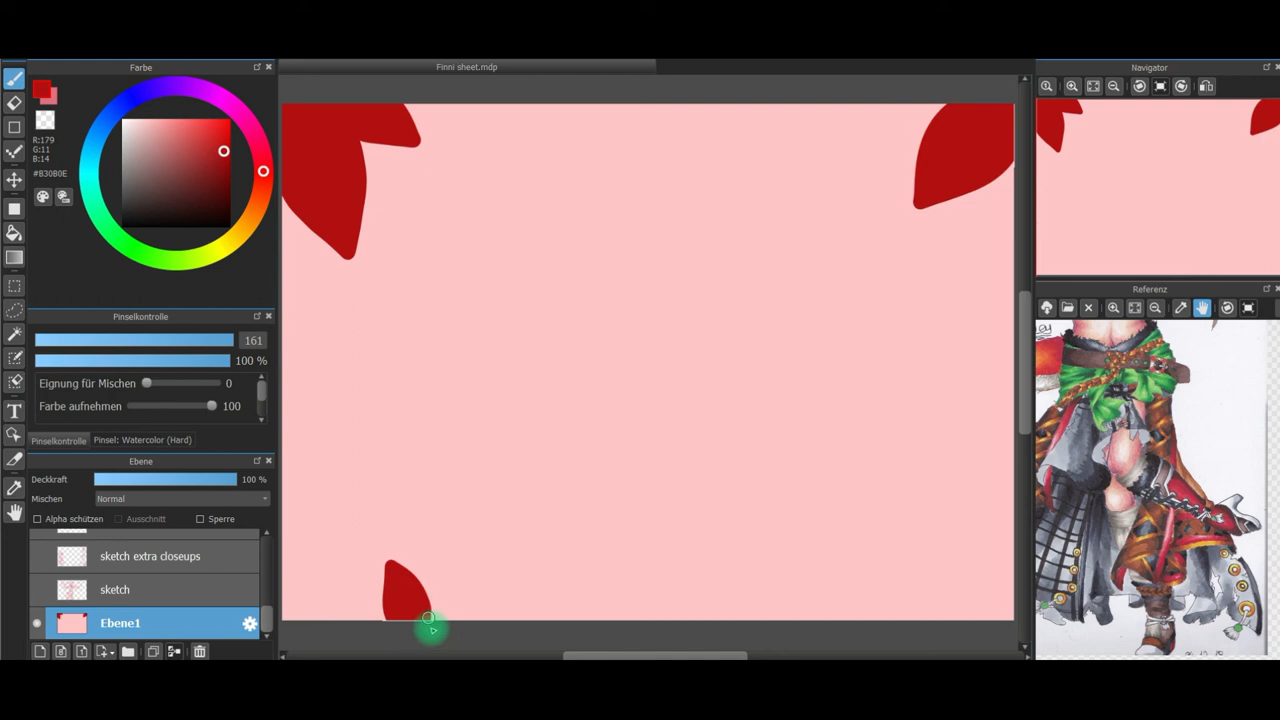 Farbe
Finni sheet.mdp
Navigator
R:179
G:11
B:14
#B30B0E
Referenz
Pinselkontrolle
161
100 %
Eignung für Mischen 0
Farbe aufnehmen 100
Pinselkontrolle Pinsel: Watercolor (Hard)
Ebene
Deckkraft 100 %
Mischen Normal
Alpha schützen Ausschnitt Sperre
sketch extra closeups
sketch
Ebene1